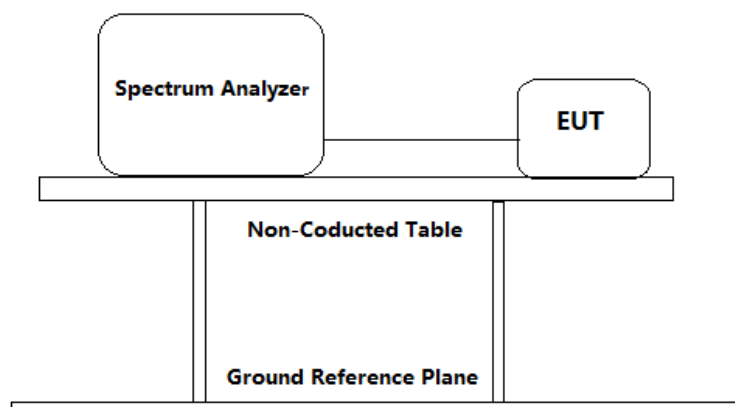 Spectrum Analyzer
EUT
Non-Coducted Table
Ground Reference Plane